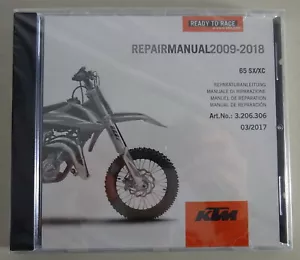 READY TO RACE
REPAIRMANUAL2009-2018
65 SX/XC
REPARATURANLEITUNG
MANUALE DI RIPARAZIONE
MANUEL DE REPARATION
MANUAL DE REPARACIÓN
Art.No.: 3.206.306
03/2017
KTM